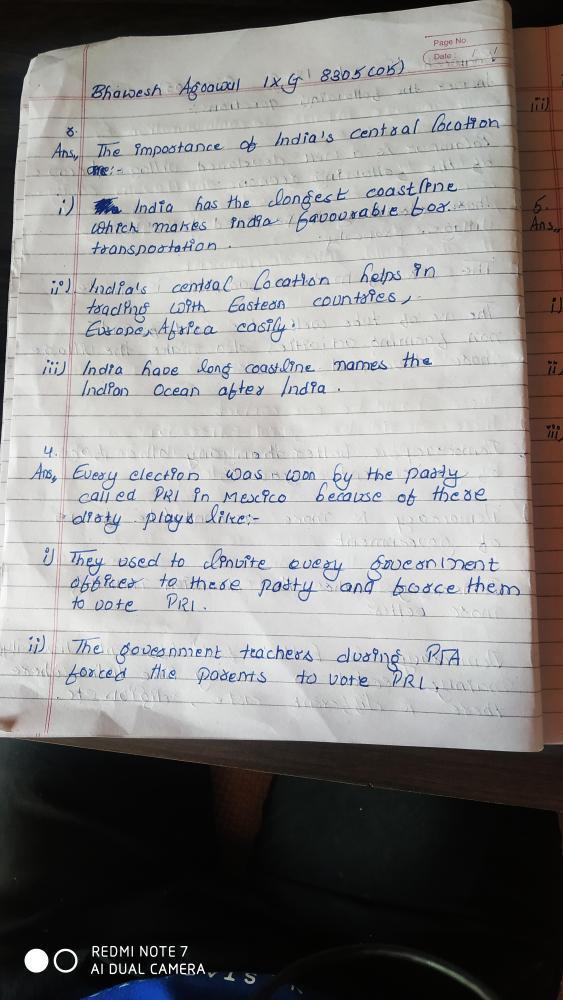 Page No.
Date:
Bhawesh Agrawal IX G 8305(05)
3.
Ans, The importance of India's central location
are:-
i) India has the longest coastline
which makes india favourable for
transportation.
ii) India's central location helps in
trading with Eastern countries,
Europe, Africa easily.
iii) India have long coastline names the
Indian Ocean after India.
4.
Ans, Every election was won by the party
called PRI in Mexico because of there
dirty plays like:-
i) They used to invite every government
officer to there party and force them
to vote PRI.
ii) The government teachers during PTA
forced the parents to vote PRI.
iii)
5.
Ans,
i)
ii)
iii)
REDMI NOTE 7
AI DUAL CAMERA